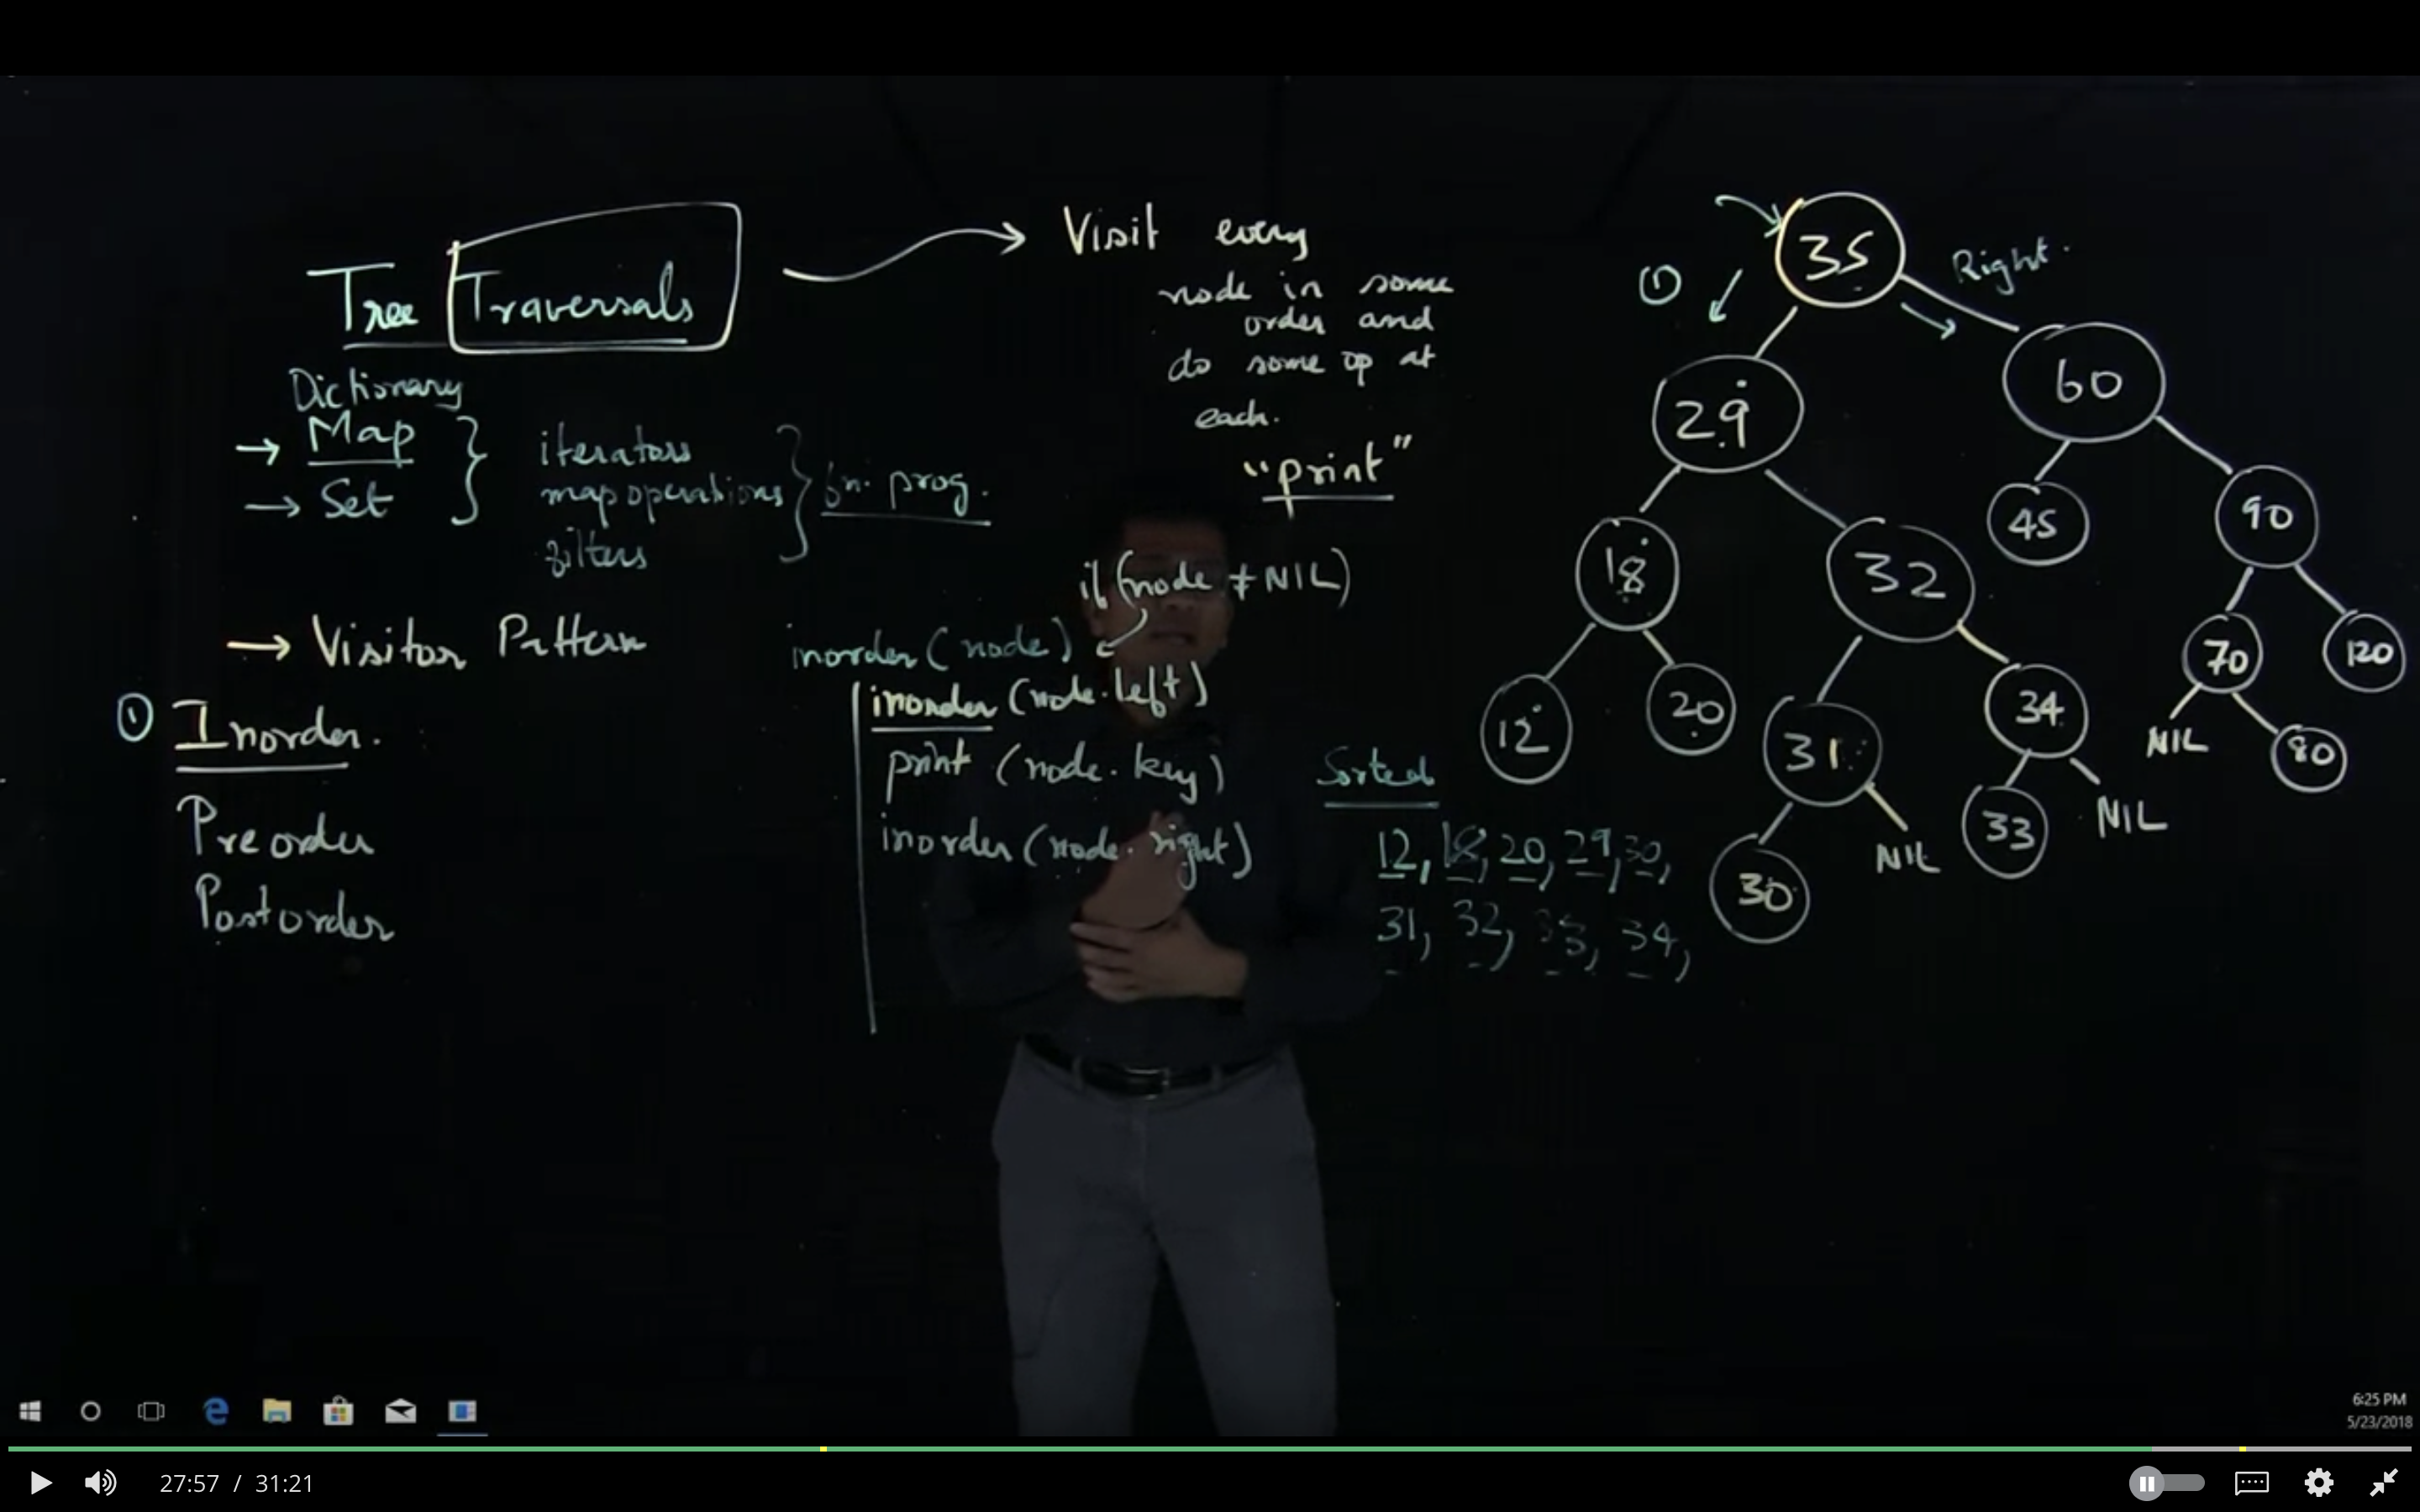 Tree Traversals
Visit every
node in some
order and
do some op at
each.
"print"
Dictionary
→ Map
→ Set
iterators
map operations
filters
fn. prog.
→ Visitor Pattern
① Inorder.
Preorder
Postorder
if (node ≠ NIL)
inorder (node)
inorder (node.left)
print (node.key)
inorder (node.right)
Sorted
12, 18, 20, 29, 30,
31, 32, 33, 34,
①
Right.
35
29
60
18
32
45
90
12
20
31
34
70
120
30
NIL
33
NIL
NIL
80
6:25 PM
5/23/2018
27:57 / 31:21